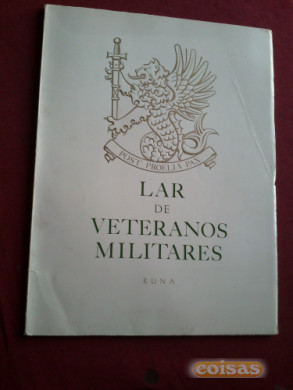 POST PROELIA PAX
LAR
DE
VETERANOS
MILITARES
RUNA
coisas